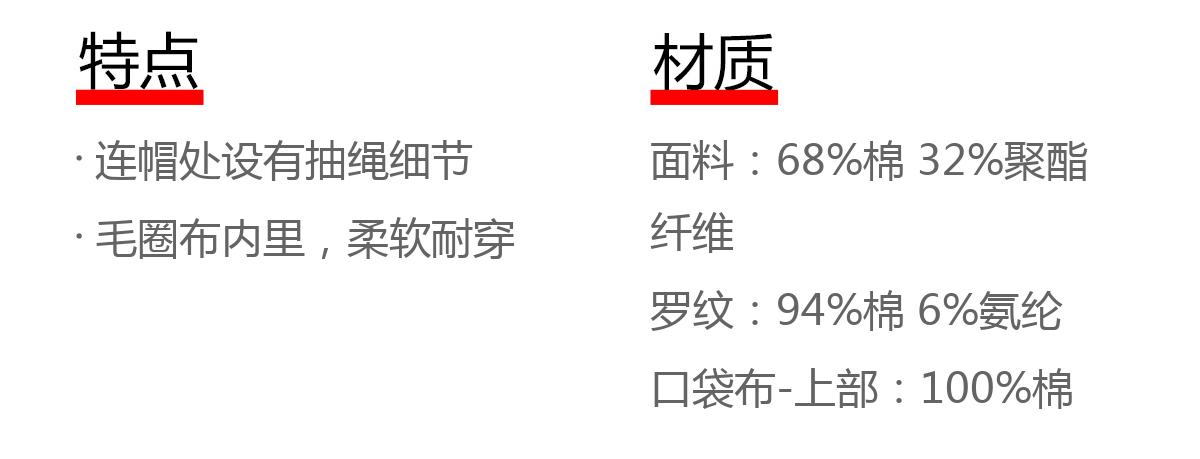 特点
· 连帽处设有抽绳细节
· 毛圈布内里，柔软耐穿
材质
面料：68%棉 32%聚酯
纤维
罗纹：94%棉 6%氨纶
口袋布-上部：100%棉